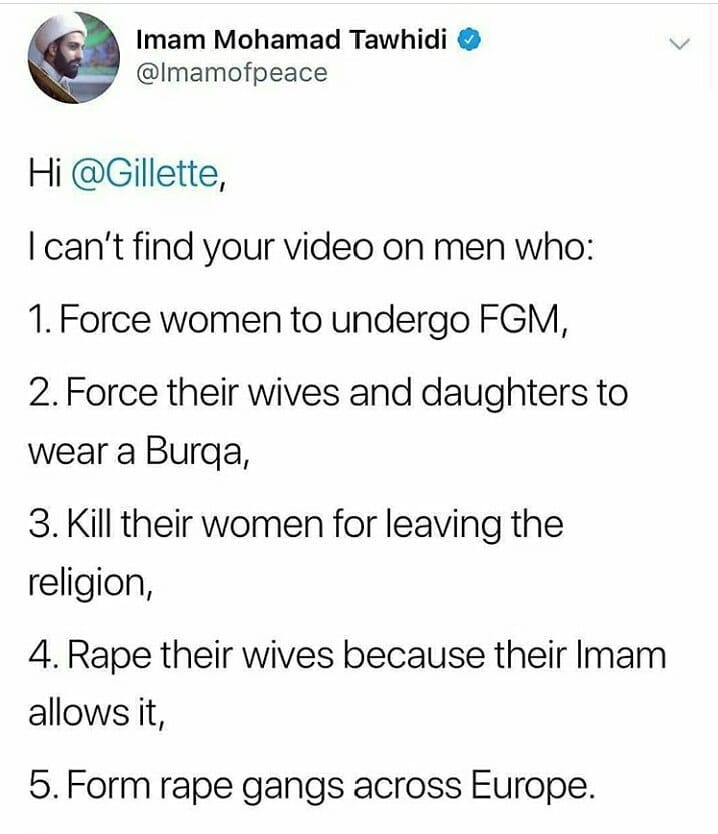 Imam Mohamad Tawhidi
@Imamofpeace
Hi @Gillette,
I can't find your video on men who:
1. Force women to undergo FGM,
2. Force their wives and daughters to
wear a Burqa,
3. Kill their women for leaving the
religion,
4. Rape their wives because their Imam
allows it,
5. Form rape gangs across Europe.